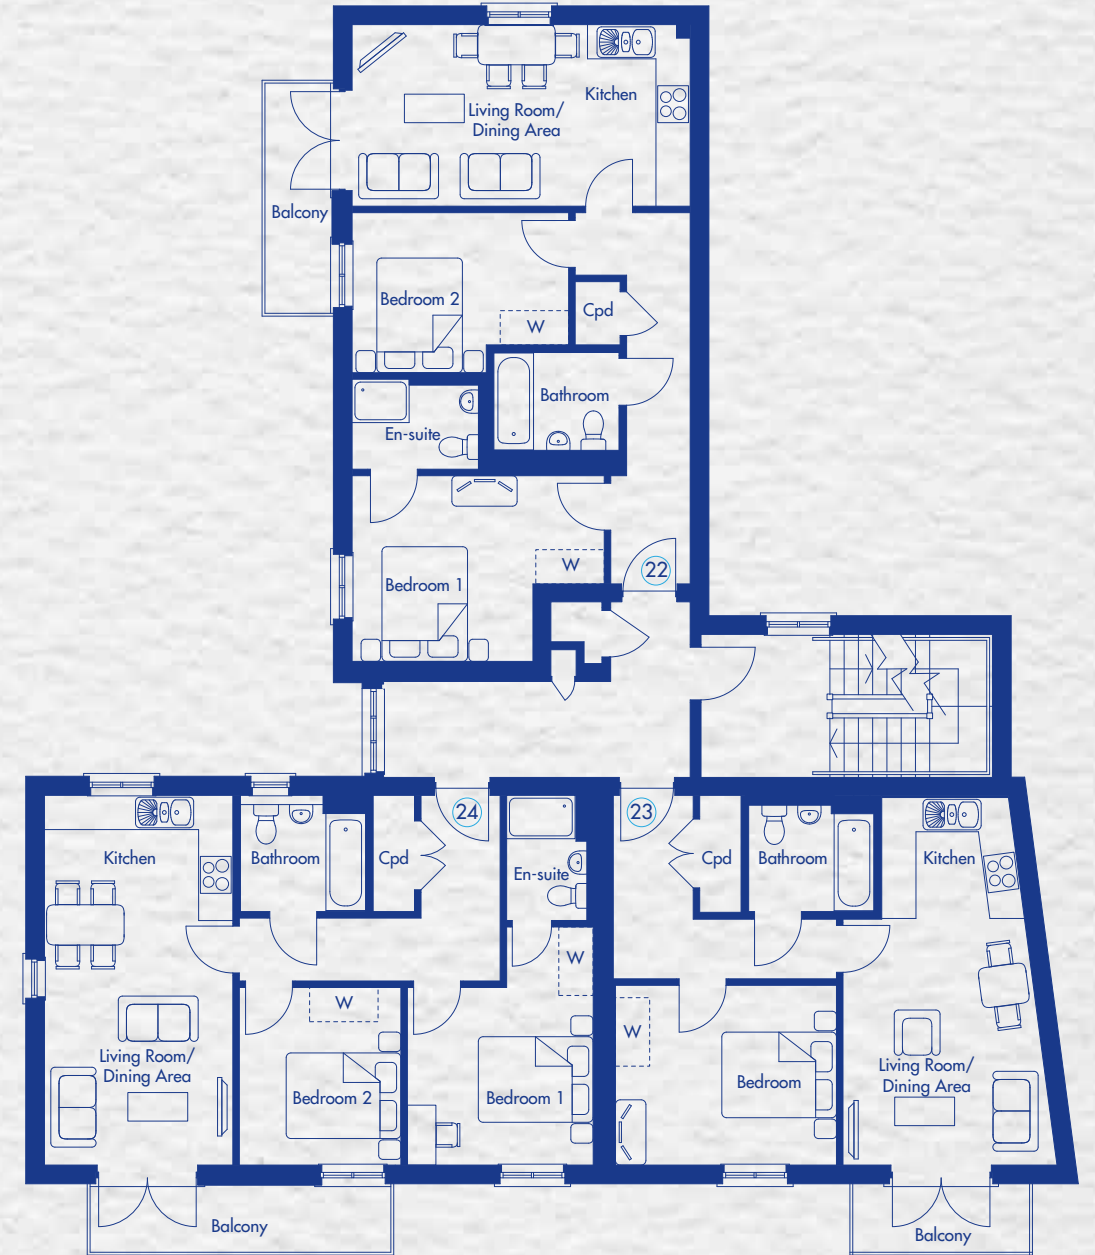 Kitchen
Living Room/
Dining Area
Balcony
Bedroom 2
Cpd
W
Bathroom
En-suite
W
22
Bedroom 1
24
23
Kitchen
Bathroom
Cpd
En-suite
Cpd
Bathroom
Kitchen
W
W
W
Living Room/
Dining Area
Bedroom 2
Bedroom 1
Bedroom
Living Room/
Dining Area
Balcony
Balcony